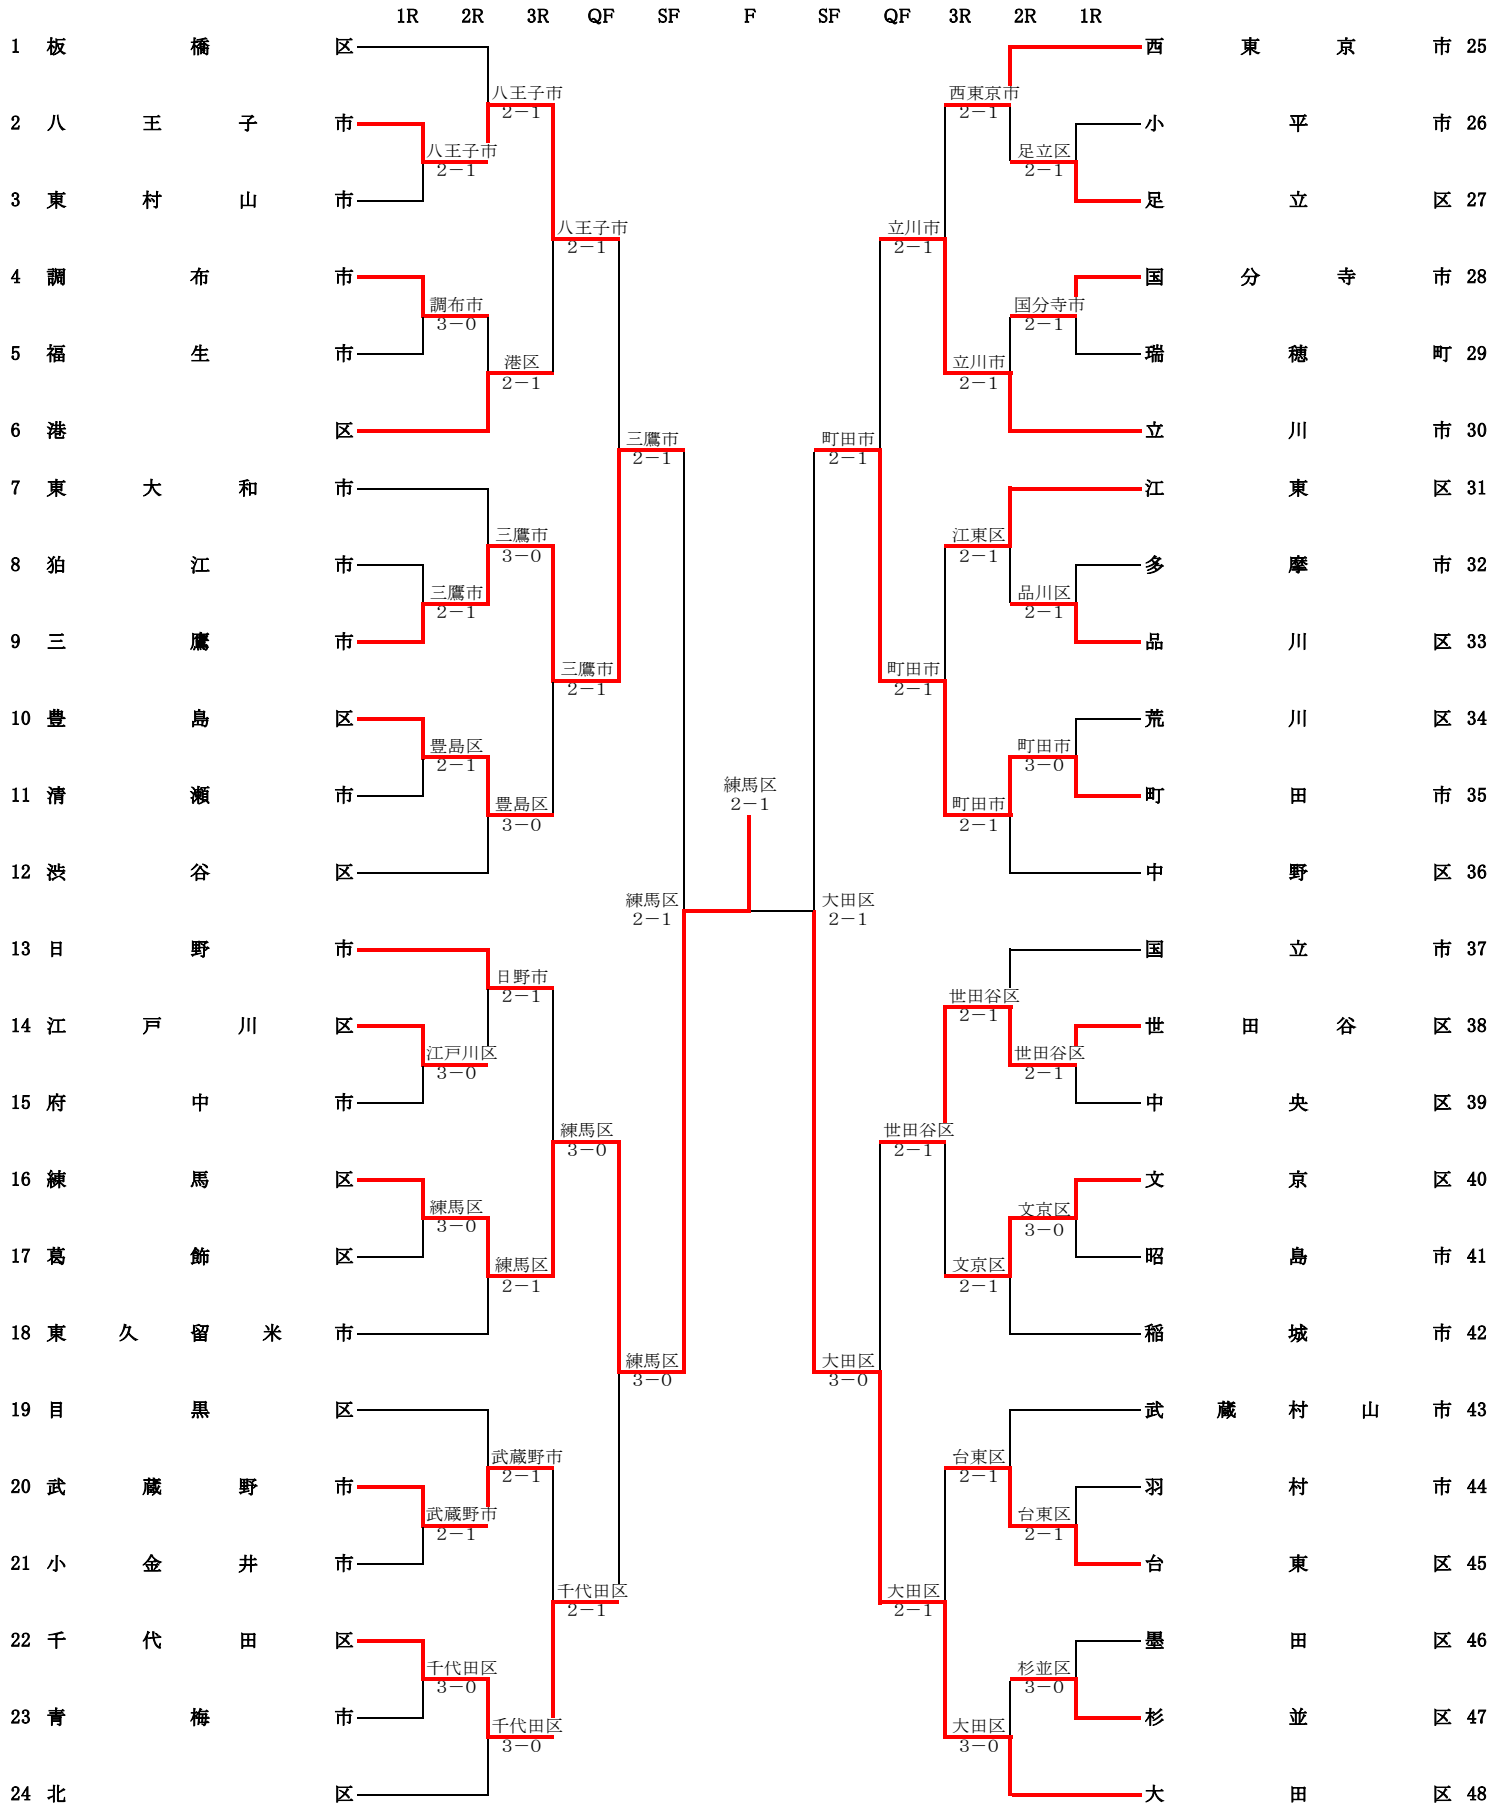 1R 2R 3R QF SF F SF QF 3R 2R 1R
1 板橋区 西東京市 25
八王子市 西東京市
2-1 2-1
2 八王子市 小平市 26
八王子市 足立区
2-1 2-1
3 東村山市 足立区 27
八王子市 立川市
2-1 2-1
4 調布市 国分寺市 28
調布市 国分寺市
3-0 2-1
5 福生市 瑞穂町 29
港区 立川市
2-1 2-1
6 港区 立川市 30
三鷹市 町田市
2-1 2-1
7 東大和市 江東区 31
三鷹市 江東区
3-0 2-1
8 狛江市 多摩市 32
三鷹市 品川区
2-1 2-1
9 三鷹市 品川区 33
三鷹市 町田市
2-1 2-1
10 豊島区 荒川区 34
豊島区 町田市
2-1 3-0
練馬区
11 清瀬市 町田市 35
2-1
豊島区 町田市
3-0 2-1
12 渋谷区 中野区 36
練馬区 大田区
2-1 2-1
13 日野市 国立市 37
日野市 世田谷区
2-1 2-1
14 江戸川区 世田谷区 38
江戸川区 世田谷区
3-0 2-1
15 府中市 中央区 39
練馬区 世田谷区
3-0 2-1
16 練馬区 文京区 40
練馬区 文京区
3-0 3-0
17 葛飾区 昭島市 41
練馬区 文京区
2-1 2-1
18 東久留米市 稲城市 42
練馬区 大田区
3-0 3-0
19 目黒区 武蔵村山市 43
武蔵野市 台東区
2-1 2-1
20 武蔵野市 羽村市 44
武蔵野市 台東区
2-1 2-1
21 小金井市 台東区 45
千代田区 大田区
2-1 2-1
22 千代田区 墨田区 46
千代田区 杉並区
3-0 3-0
23 青梅市 杉並区 47
千代田区 大田区
3-0 3-0
24 北区 大田区 48